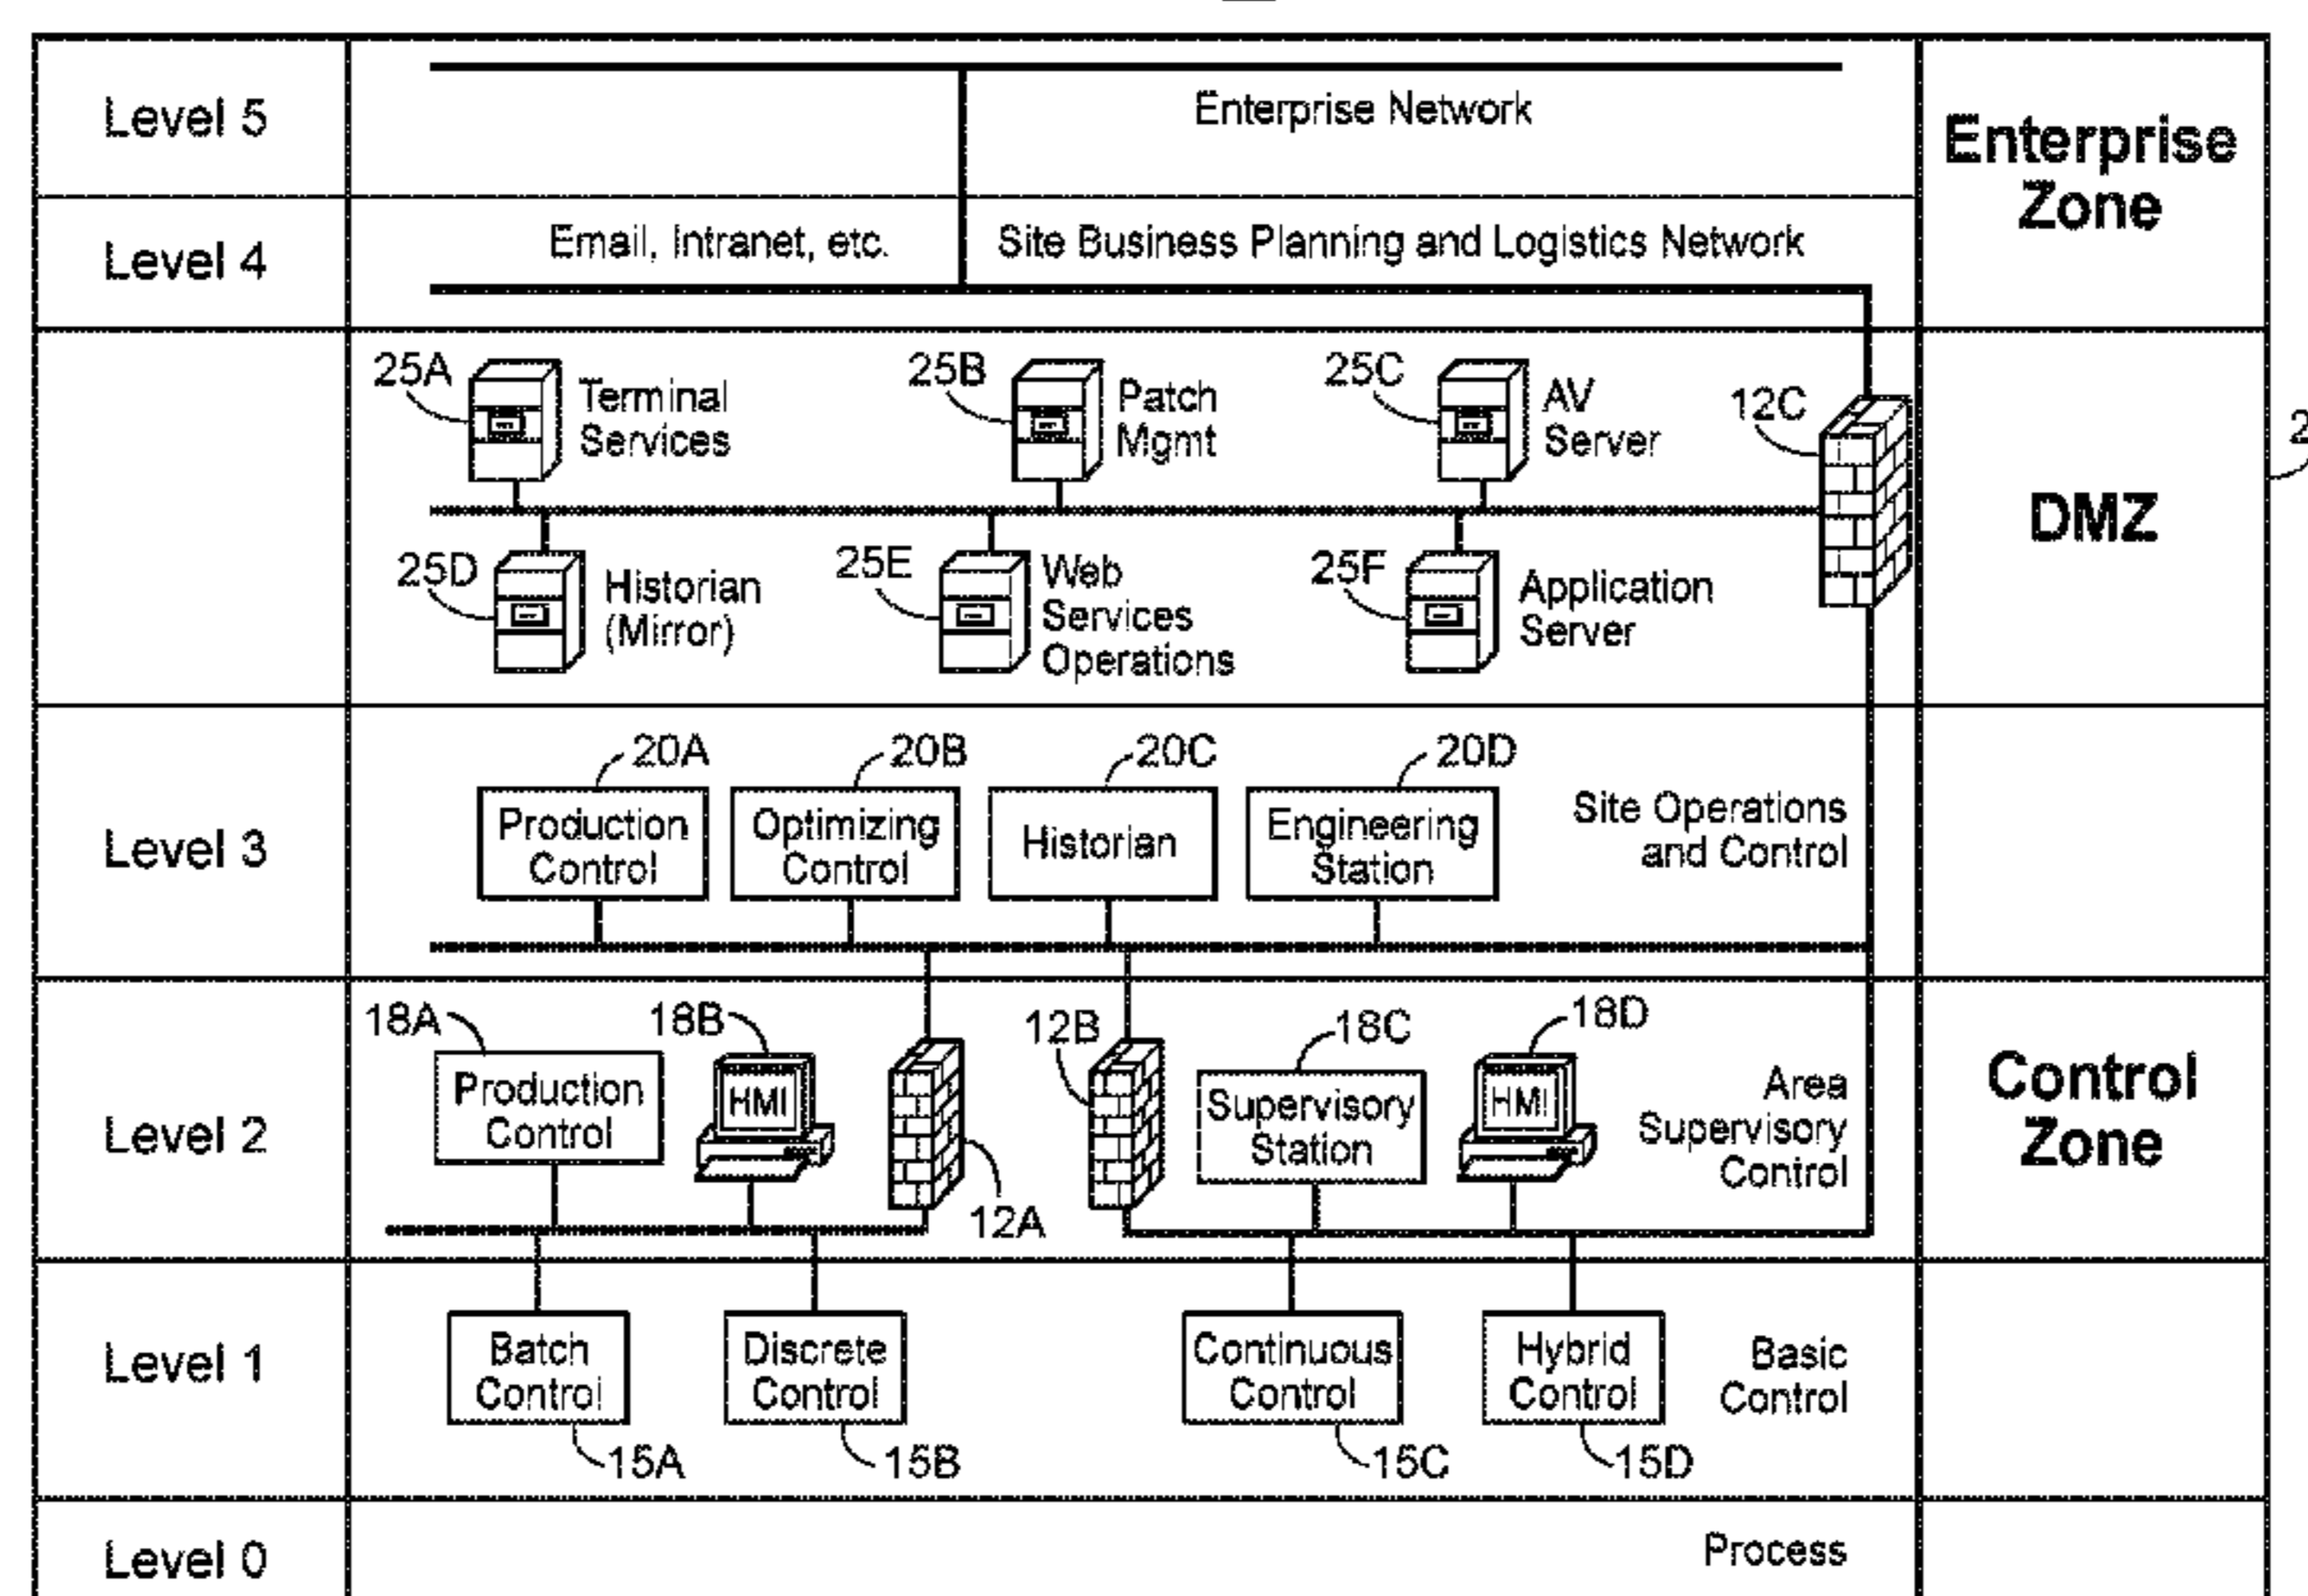 Level 5
Enterprise Network
Enterprise
Zone
Level 4
Email, Intranet, etc.
Site Business Planning and Logistics Network
25A
Terminal
Services
25B
Patch
Mgmt
25C
AV
Server
12C
2
DMZ
25D
Historian
(Mirror)
25E
Web
Services
Operations
25F
Application
Server
Level 3
20A
Production
Control
20B
Optimizing
Control
20C
Historian
20D
Engineering
Station
Site Operations
and Control
Level 2
18A
Production
Control
18B
HMI
12A
12B
18C
Supervisory
Station
18D
HMI
Area
Supervisory
Control
Control
Zone
Level 1
Batch
Control
15A
Discrete
Control
15B
Continuous
Control
15C
Hybrid
Control
15D
Basic
Control
Level 0
Process